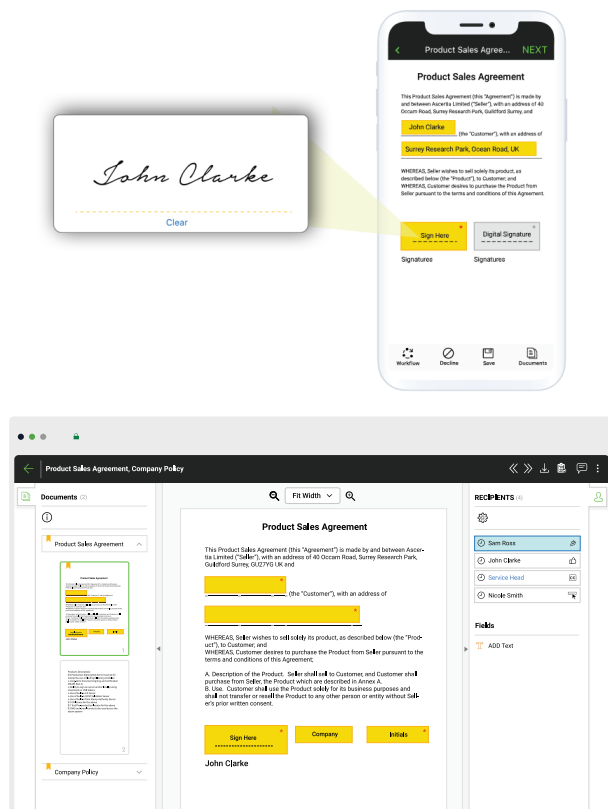 John Clarke
Clear
Product Sales Agree... NEXT
Product Sales Agreement
This Product Sales Agreement (this "Agreement") is made by
and between Ascertia Limited ("Seller"), with an address of 40
Occam Road, Surrey Research Park, Guildford Surrey, and
John Clarke
(the "Customer"), with an address of
Surrey Research Park, Ocean Road, UK
WHEREAS, Seller wishes to sell solely its product, as
described below (the "Product"), to Customer; and
WHEREAS, Customer desires to purchase the Product from
Seller pursuant to the terms and conditions of this Agreement.
Sign Here
Digital Signature
Signatures
Signatures
Workflow
Decline
Save
Documents
Product Sales Agreement, Company Policy
Documents (2)
Product Sales Agreement
1
2
Company Policy
Fit Width
Product Sales Agreement
This Product Sales Agreement (this "Agreement") is made by and between Ascer-
tia Limited ("Seller"), with an address of 40 Occam Road, Surrey Research Park,
Guildford Surrey, GU27YG UK and
(the "Customer"), with an address of
WHEREAS, Seller wishes to sell solely its product, as described below (the "Prod-
uct"), to Customer; and
WHEREAS, Customer desires to purchase the Product from Seller pursuant to the
terms and conditions of this Agreement;
A. Description of the Product. Seller shall sell to Customer, and Customer shall
purchase from Seller, the Product which are described in Annex A.
B. Use. Customer shall use the Product solely for its business purposes and
shall not transfer or resell the Product to any other person or entity without Sell-
er's prior written consent.
Sign Here
Company
Initials
John Clarke
RECIPIENTS (4)
Sam Ross
John Clarke
Service Head
Nicole Smith
Fields
ADD Text